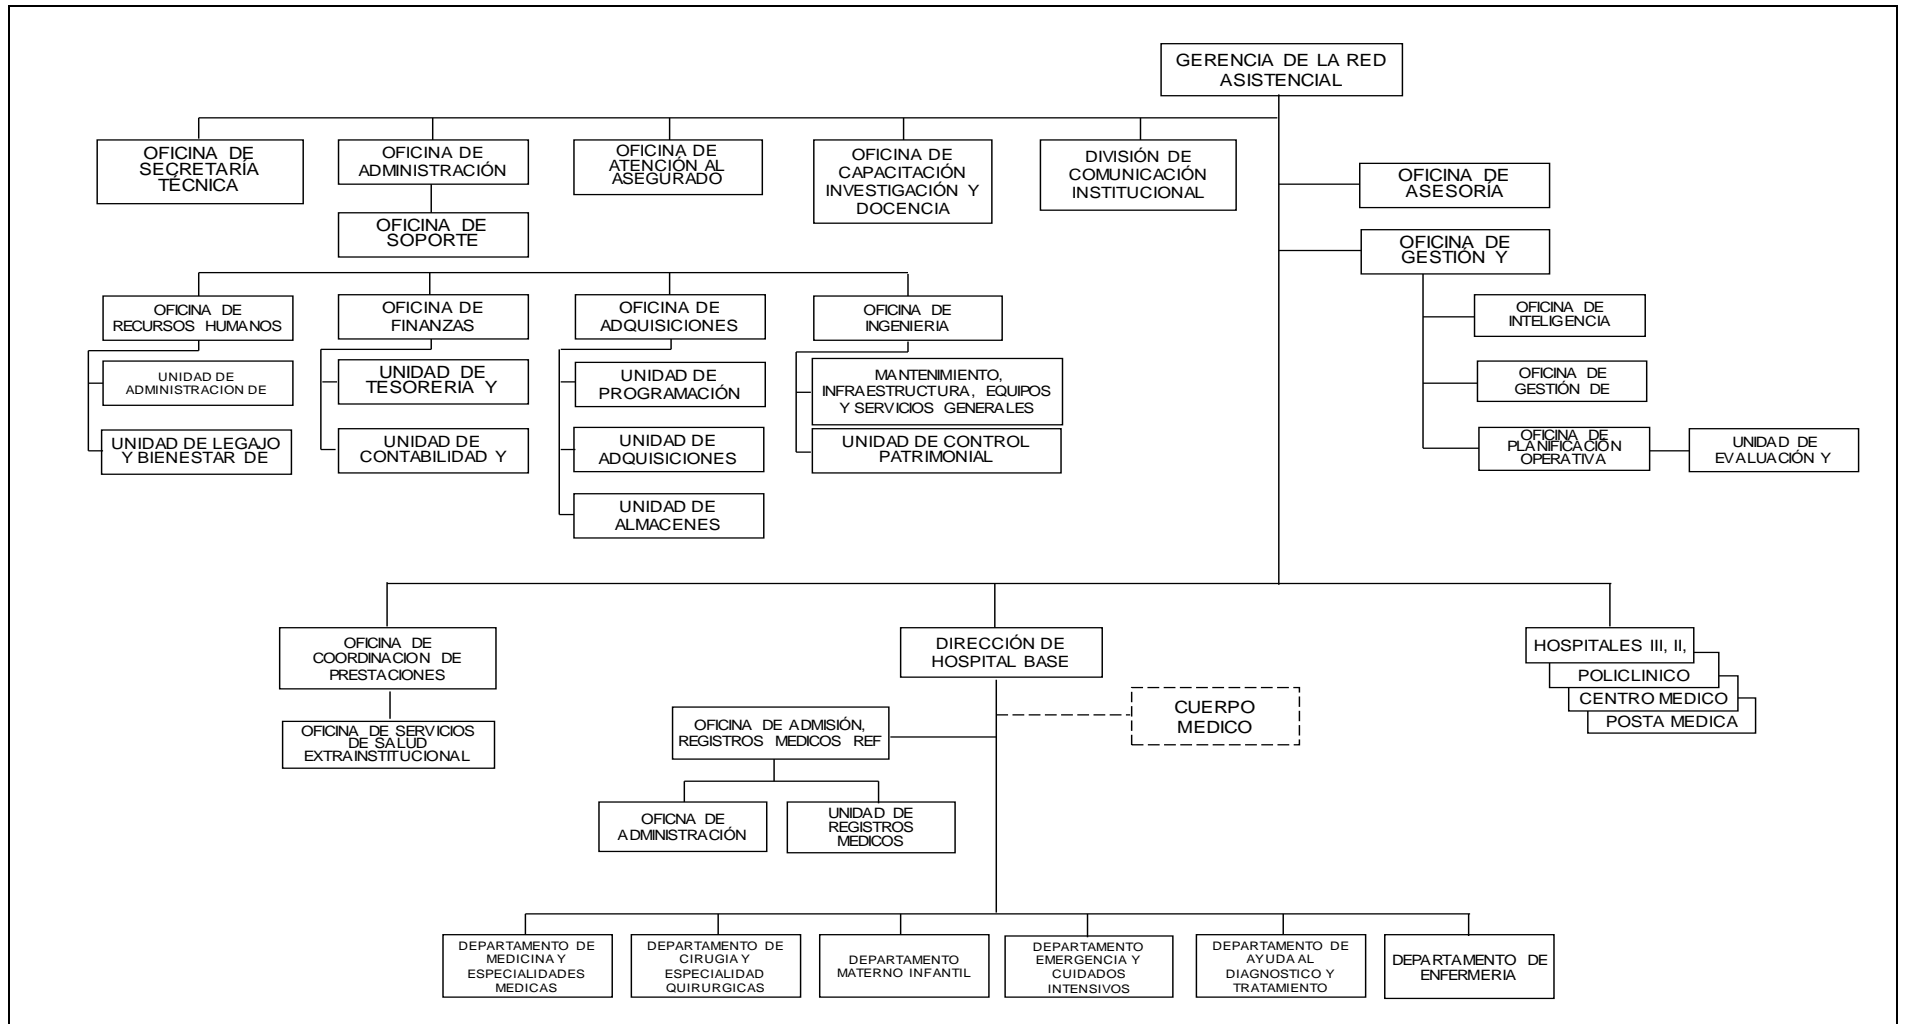 GERENCIA DE LA RED
ASISTENCIAL
OFICINA DE
SECRETARÍA
TÉCNICA
OFICINA DE
ADMINISTRACIÓN
OFICINA DE
ATENCIÓN AL
ASEGURADO
OFICINA DE
CAPACITACIÓN
INVESTIGACIÓN Y
DOCENCIA
DIVISIÓN DE
COMUNICACIÓN
INSTITUCIONAL
OFICINA DE
ASESORÍA
OFICINA DE
SOPORTE
OFICINA DE
GESTIÓN Y
OFICINA DE
RECURSOS HUMANOS
OFICINA DE
FINANZAS
OFICINA DE
ADQUISICIONES
OFICINA DE
INGENIERIA
OFICINA DE
INTELIGENCIA
UNIDAD DE
ADMINISTRACION DE
UNIDAD DE
TESORERIA Y
UNIDAD DE
PROGRAMACIÓN
MANTENIMIENTO,
INFRAESTRUCTURA, EQUIPOS
Y SERVICIOS GENERALES
OFICINA DE
GESTIÓN DE
UNIDAD DE LEGAJO
Y BIENESTAR DE
UNIDAD DE
CONTABILIDAD Y
UNIDAD DE
ADQUISICIONES
UNIDAD DE CONTROL
PATRIMONIAL
OFICINA DE
PLANIFICACIÓN
OPERATIVA
UNIDAD DE
EVALUACIÓN Y
UNIDAD DE
ALMACENES
OFICINA DE
COORDINACION DE
PRESTACIONES
DIRECCIÓN DE
HOSPITAL BASE
HOSPITALES III, II,
POLICLINICO
CENTRO MEDICO
POSTA MEDICA
OFICINA DE SERVICIOS
DE SALUD
EXTRAINSTITUCIONAL
OFICINA DE ADMISIÓN,
REGISTROS MEDICOS REF
CUERPO
MEDICO
OFICNA DE
ADMINISTRACIÓN
UNIDAD DE
REGISTROS
MEDICOS
DEPARTAMENTO DE
MEDICINA Y
ESPECIALIDADES
MEDICAS
DEPARTAMENTO DE
CIRUGIA Y
ESPECIALIDAD
QUIRURGICAS
DEPARTAMENTO
MATERNO INFANTIL
DEPARTAMENTO
EMERGENCIA Y
CUIDADOS
INTENSIVOS
DEPARTAMENTO DE
AYUDA AL
DIAGNOSTICO Y
TRATAMIENTO
DEPARTAMENTO DE
ENFERMERIA